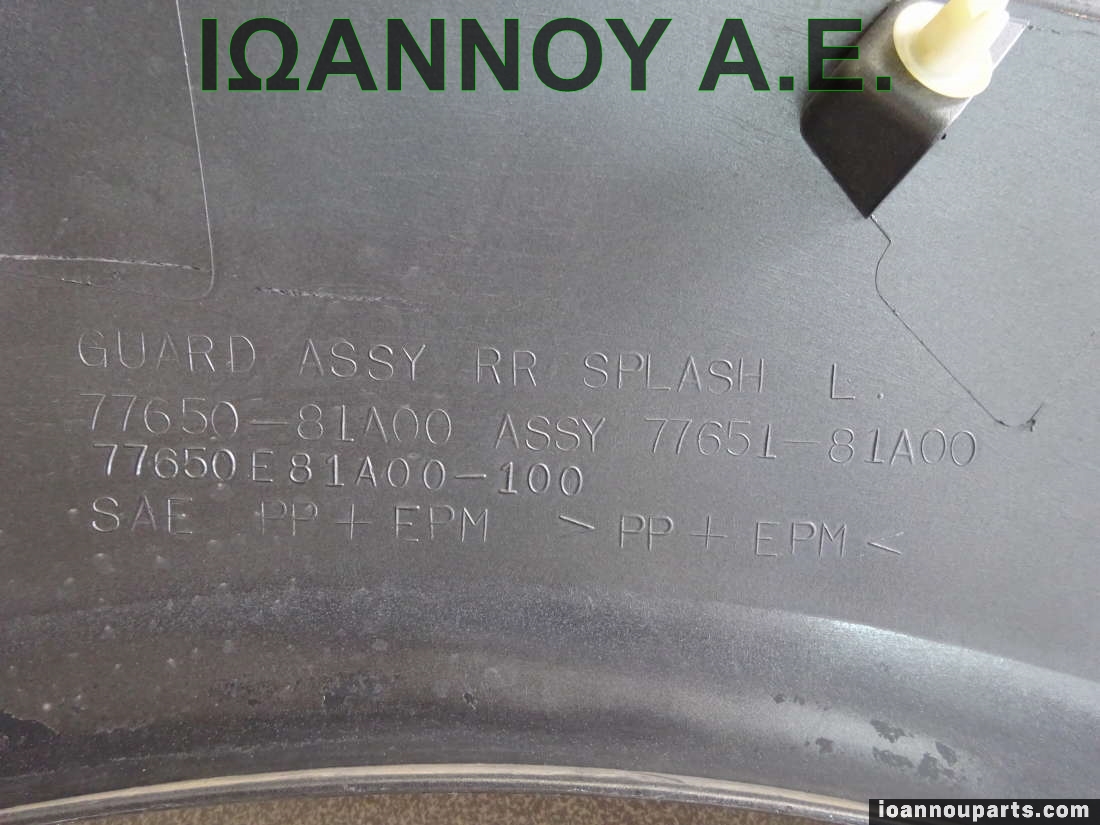 ΙΩΑΝΝΟΥ Α.Ε.
GUARD ASSY RR SPLASH L.
77650-81A00 ASSY 77651-81A00
77650E81A00-100
SAE PP+EPM >PP+EPM<
ioannouparts.com